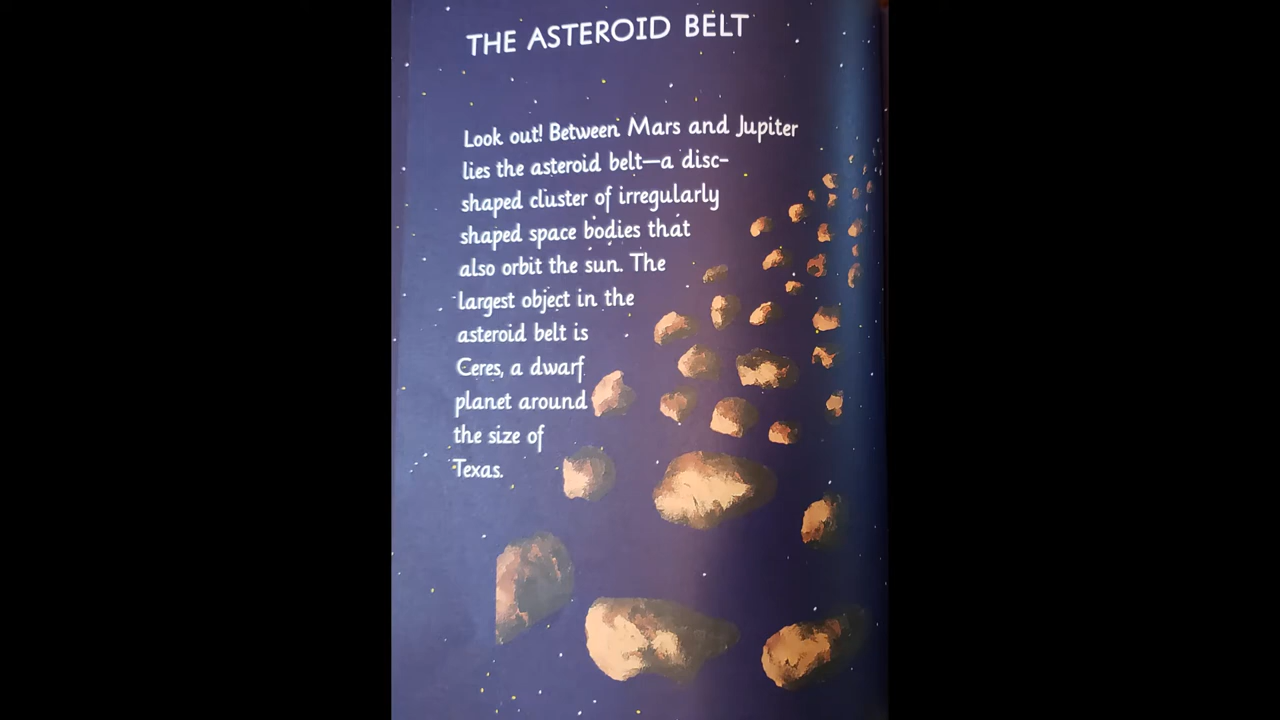 THE ASTEROID BELT
Look out! Between Mars and Jupiter
lies the asteroid belt—a disc-
shaped cluster of irregularly
shaped space bodies that
also orbit the sun. The
largest object in the
asteroid belt is
Ceres, a dwarf
planet around
the size of
Texas.